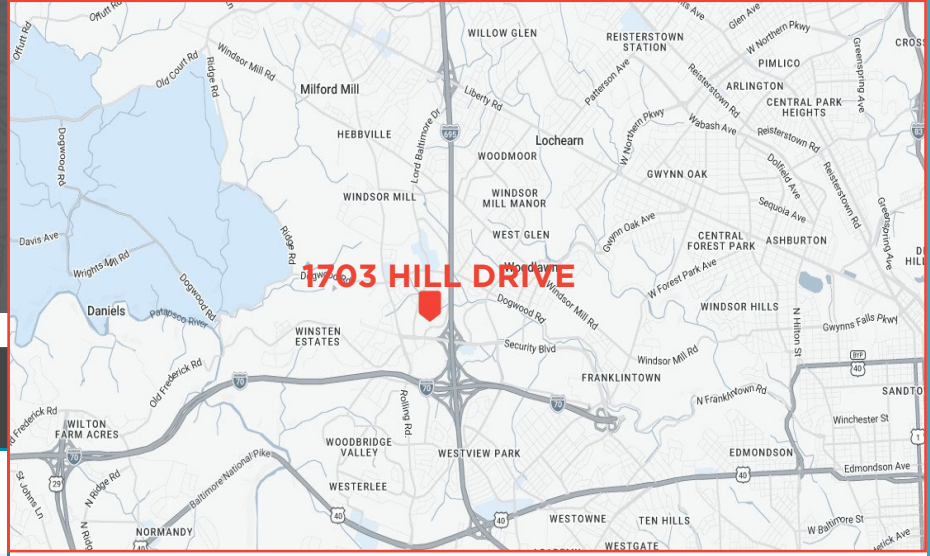 Offutt Rd
Offutt Rd
Old Court Rd
Ridge Rd
Windsor Mill Rd
WILLOW GLEN
REISTERSTOWN
STATION
Glen Ave
W Northern Pkwy
Greenspring Ave
PIMLICO
ARLINGTON
CENTRAL PARK
HEIGHTS
Milford Mill
Liberty Rd
Patterson Ave
Reisterstown Rd
83
695
HEBBVILLE
Lord Baltimore Dr
Lochearn
WOODMOOR
W Northern Pkwy
Wabash Ave
Reisterstown Rd
Dogwood Rd
GWYNN OAK
Dolfield Ave
Reisterstown Rd
WINDSOR MILL
WINDSOR
MILL MANOR
Sequoia Ave
Greenspring Ave
Gwynn Oak Ave
Davis Ave
Ridge Rd
WEST GLEN
CENTRAL
FOREST PARK
ASHBURTON
Wrights Mill Rd
Dogwood Rd
Dogwood Rd
1703 HILL DRIVE
Woodlawn
W Forest Park Ave
Windsor Mill Rd
Dogwood Rd
WINDSOR HILLS
Daniels
Patapsco River
N Hilton St
Gwynns Falls Pkwy
WINSTEN
ESTATES
Security Blvd
Windsor Mill Rd
BYP
40
Old Frederick Rd
70
70
FRANKLINTOWN
70
N Franklintown Rd
Rolling Rd
WILTON
FARM ACRES
70
Winchester St
1
WOODBRIDGE
VALLEY
WESTVIEW PARK
EDMONDSON
Edmondson Ave
40
29
St Johns Ln
N Ridge Rd
Baltimore National Pike
WESTERLEE
40
40
WESTOWNE
TEN HILLS
W Baltimore St
N Ridge
NORMANDY
40
WESTGATE